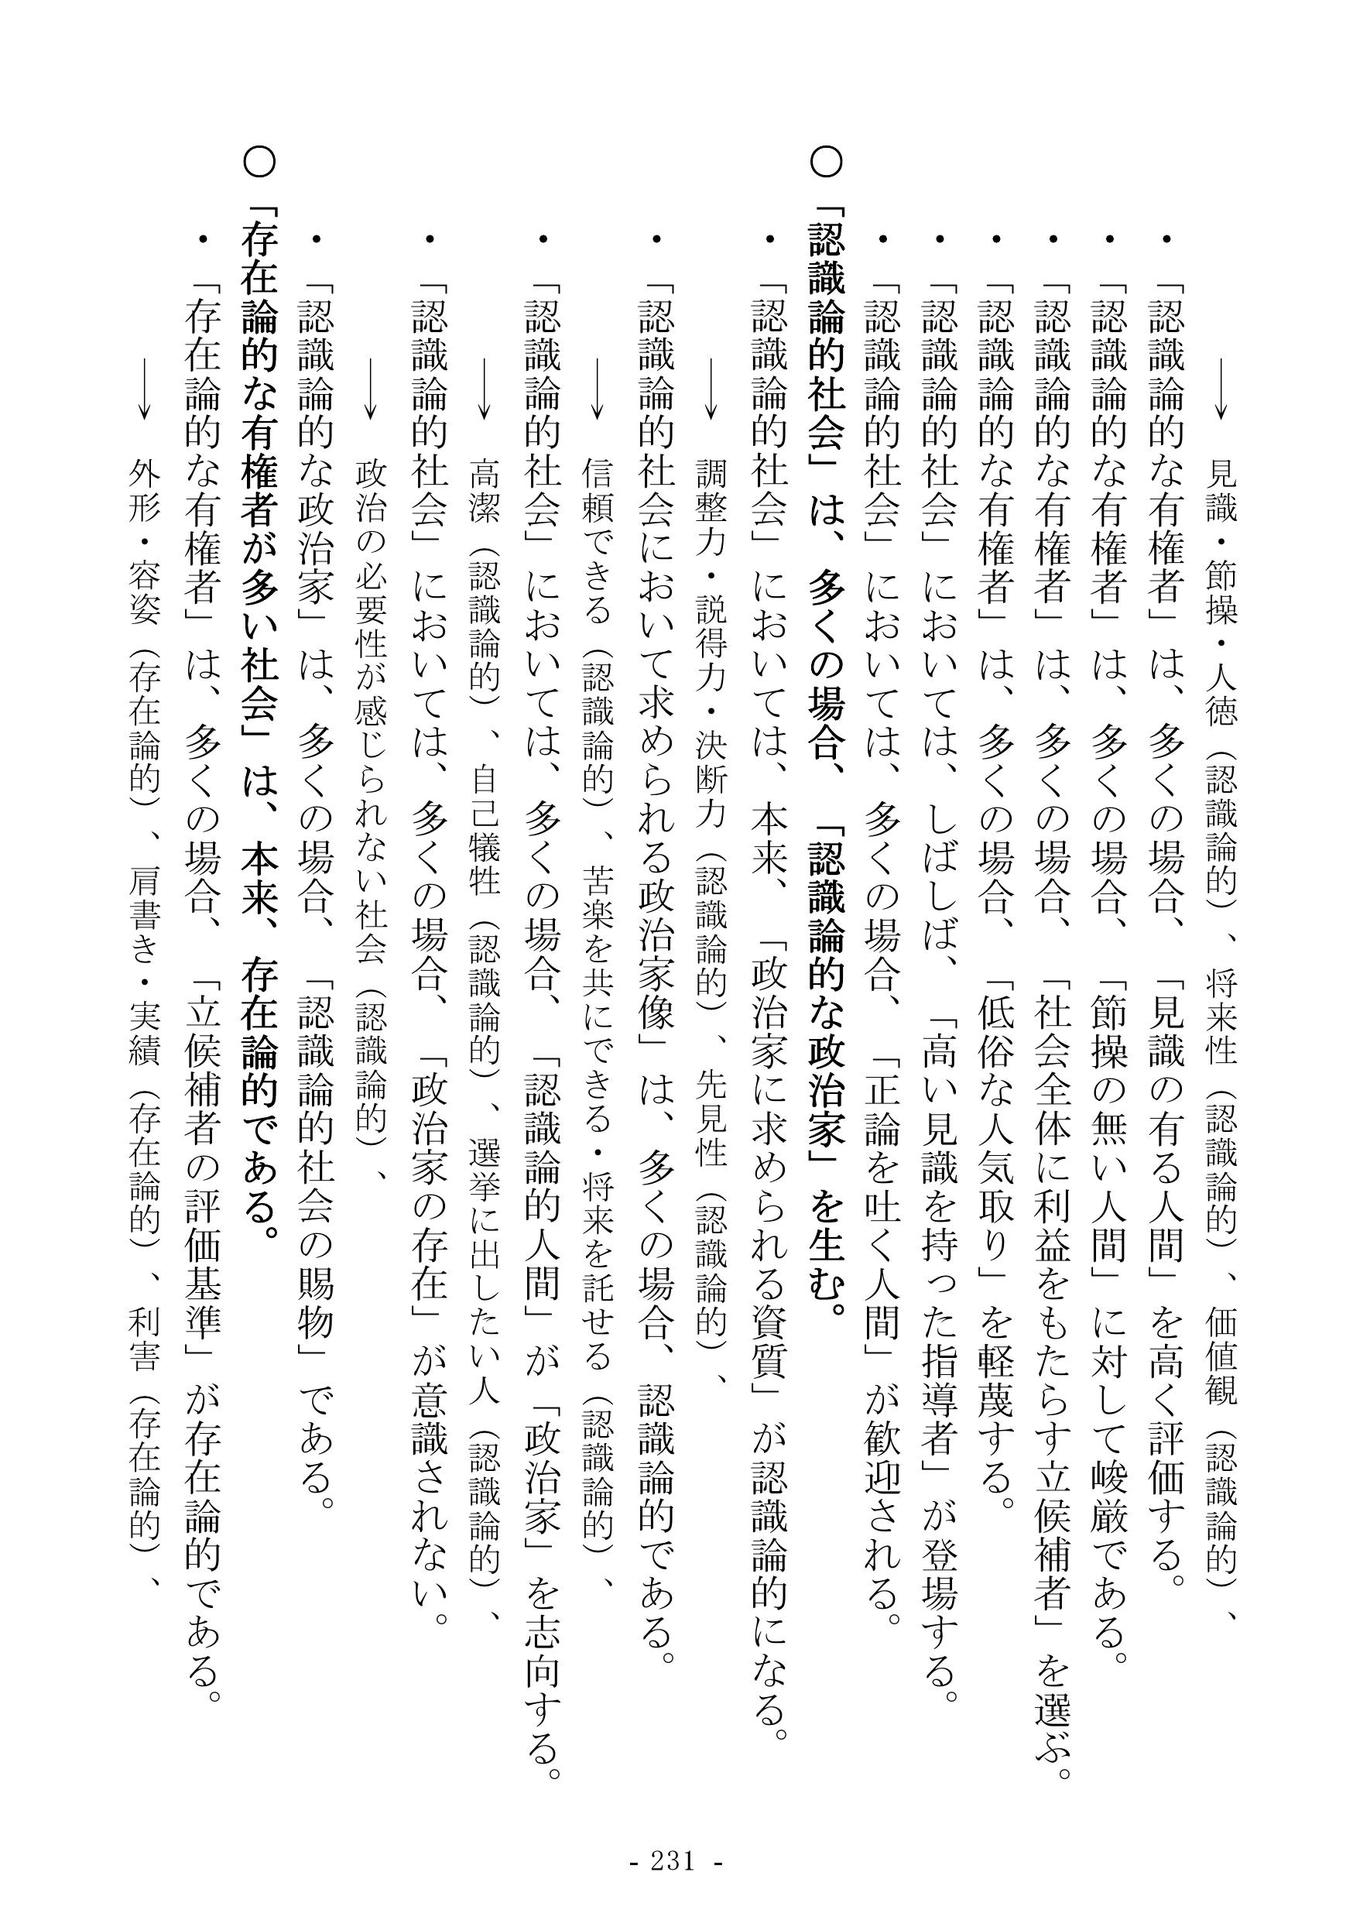 → 見識・節操・人徳（認識論的）、将来性（認識論的）、価値観（認識論的）、
・「認識論的な有権者」は、多くの場合、「見識の有る人間」を高く評価する。
・「認識論的な有権者」は、多くの場合、「節操の無い人間」に対して峻厳である。
・「認識論的な有権者」は、多くの場合、「社会全体に利益をもたらす立候補者」を選ぶ。
・「認識論的な有権者」は、多くの場合、「低俗な人気取り」を軽蔑する。
・「認識論的社会」においては、しばしば、「高い見識を持った指導者」が登場する。
・「認識論的社会」においては、多くの場合、「正論を吐く人間」が歓迎される。
○「認識論的社会」は、多くの場合、「認識論的な政治家」を生む。
・「認識論的社会」においては、本来、「政治家に求められる資質」が認識論的になる。
→ 調整力・説得力・決断力（認識論的）、先見性（認識論的）、
・「認識論的社会において求められる政治家像」は、多くの場合、認識論的である。
→ 信頼できる（認識論的）、苦楽を共にできる・将来を託せる（認識論的）、
・「認識論的社会」においては、多くの場合、「認識論的人間」が「政治家」を志向する。
→ 高潔（認識論的）、自己犠牲（認識論的）、選挙に出したい人（認識論的）、
・「認識論的社会」においては、多くの場合、「政治家の存在」が意識されない。
→ 政治の必要性が感じられない社会（認識論的）、
・「認識論的な政治家」は、多くの場合、「認識論的社会の賜物」である。
○「存在論的な有権者が多い社会」は、本来、存在論的である。
・「存在論的な有権者」は、多くの場合、「立候補者の評価基準」が存在論的である。
→ 外形・容姿（存在論的）、肩書き・実績（存在論的）、利害（存在論的）、
- 231 -